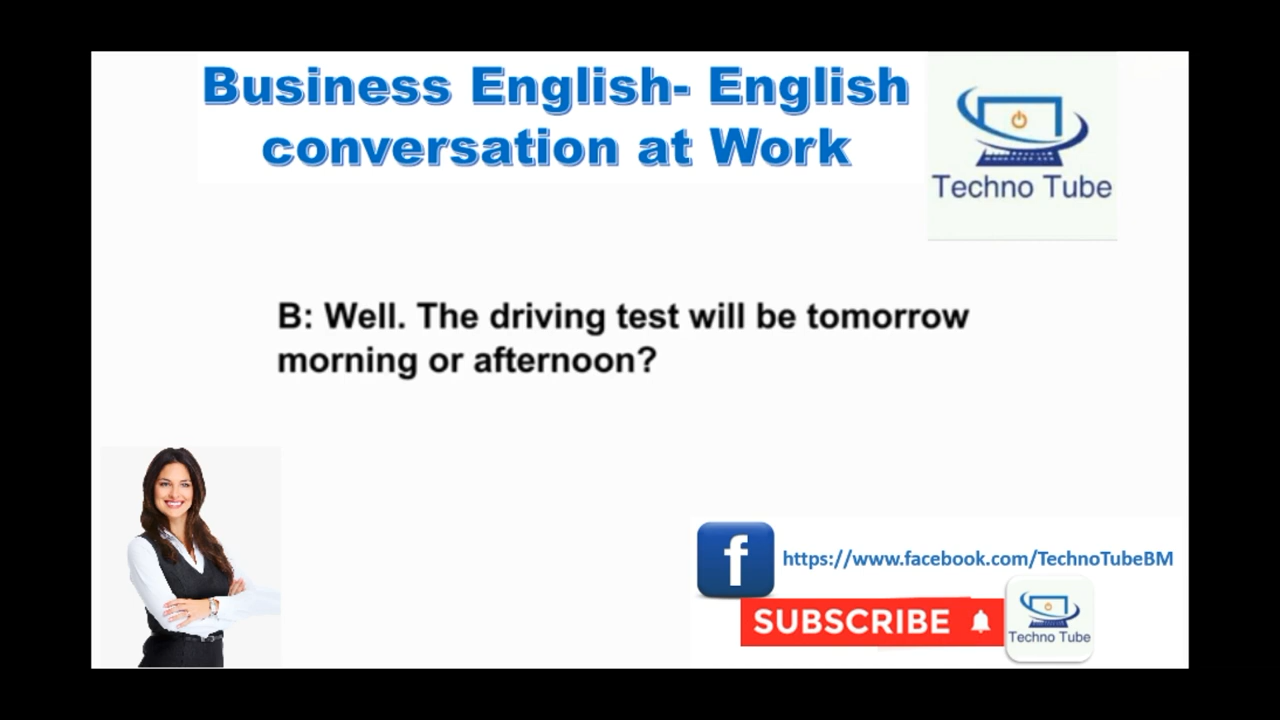 Business English- English
conversation at Work
Techno Tube
B: Well. The driving test will be tomorrow
morning or afternoon?
f
https://www.facebook.com/TechnoTubeBM
SUBSCRIBE
Techno Tube